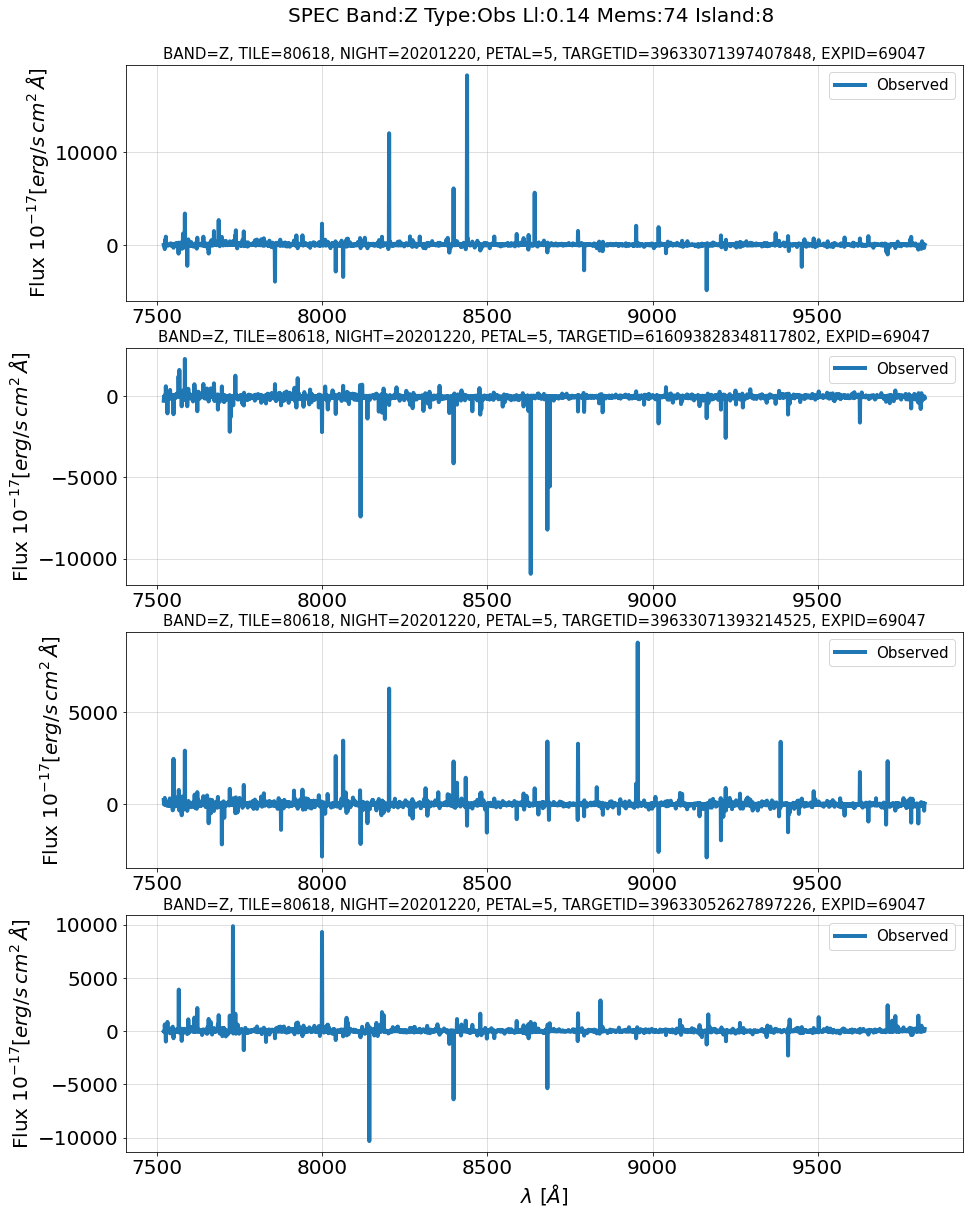 SPEC Band:Z Type:Obs Ll:0.14 Mems:74 Island:8
BAND=Z, TILE=80618, NIGHT=20201220, PETAL=5, TARGETID=39633071397407848, EXPID=69047
Flux 10⁻¹⁷[erg/s cm² Å]
10000
0
Observed
7500 8000 8500 9000 9500
BAND=Z, TILE=80618, NIGHT=20201220, PETAL=5, TARGETID=616093828348117802, EXPID=69047
Flux 10⁻¹⁷[erg/s cm² Å]
0
−5000
−10000
Observed
7500 8000 8500 9000 9500
BAND=Z, TILE=80618, NIGHT=20201220, PETAL=5, TARGETID=39633071393214525, EXPID=69047
Flux 10⁻¹⁷[erg/s cm² Å]
5000
0
Observed
7500 8000 8500 9000 9500
BAND=Z, TILE=80618, NIGHT=20201220, PETAL=5, TARGETID=39633052627897226, EXPID=69047
Flux 10⁻¹⁷[erg/s cm² Å]
10000
5000
0
−5000
−10000
Observed
7500 8000 8500 9000 9500
λ [Å]